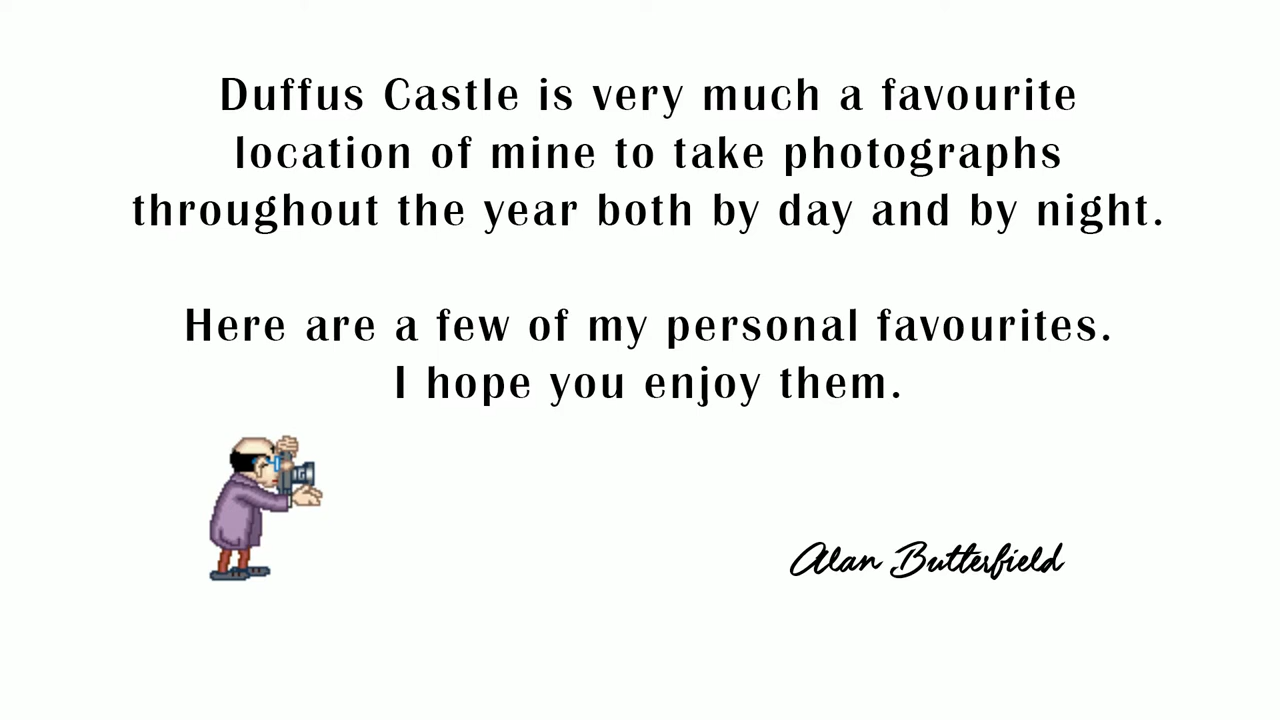 Duffus Castle is very much a favourite
location of mine to take photographs
throughout the year both by day and by night.
Here are a few of my personal favourites.
I hope you enjoy them.
Alan Butterfield